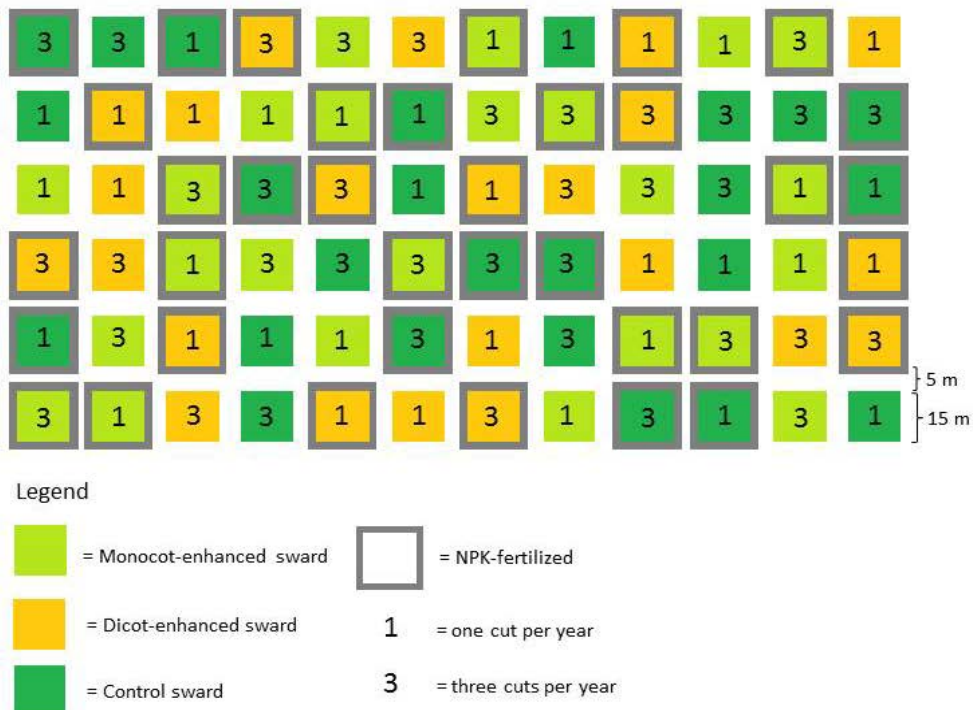 3 3 1 3 3 3 1 1 1 1 3 1
1 1 1 1 1 1 3 3 3 3 3 3
1 1 3 3 3 1 1 3 3 3 1 1
3 3 1 3 3 3 3 3 1 1 1 1
1 3 1 1 1 3 1 3 1 3 3 3
} 5 m
3 1 3 3 1 1 3 1 3 1 3 1
15 m
Legend
= Monocot-enhanced sward
= NPK-fertilized
= Dicot-enhanced sward
1 = one cut per year
= Control sward
3 = three cuts per year